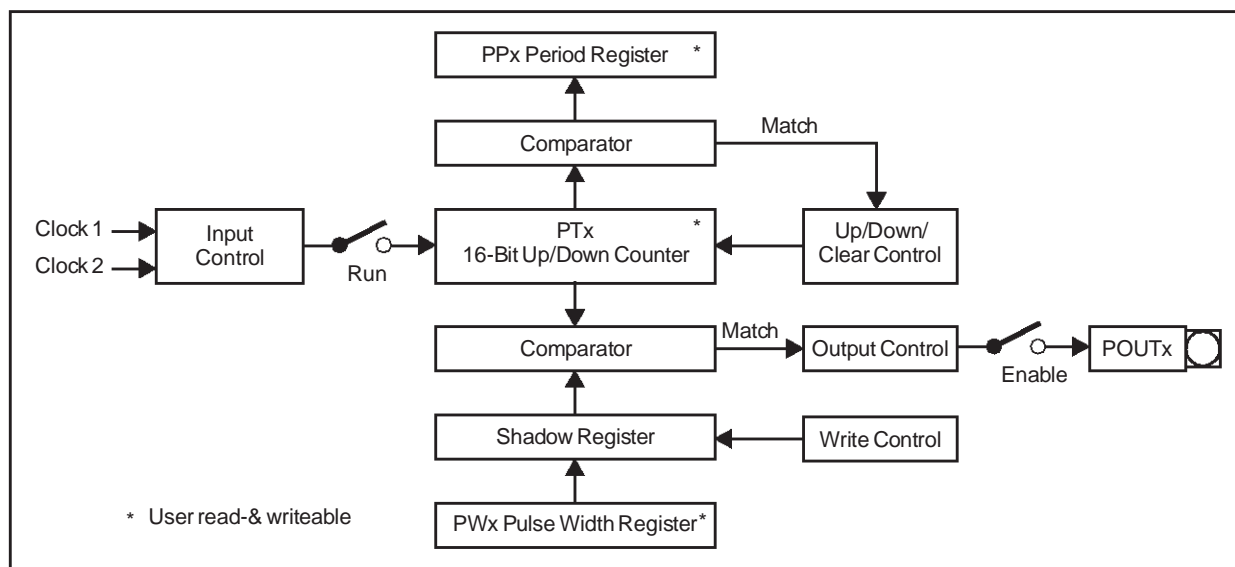 PPx Period Register *
Comparator
Match
Clock 1
Clock 2
Input
Control
Run
PTx *
16-Bit Up/Down Counter
Up/Down/
Clear Control
Comparator
Match
Output Control
Enable
POUTx
Shadow Register
Write Control
* User read-& writeable
PWx Pulse Width Register*